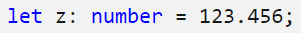 let z: number = 123.456;